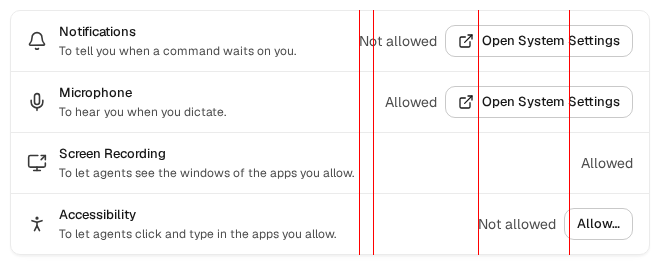 Notifications
To tell you when a command waits on you.
Not allowed
Open System Settings
Microphone
To hear you when you dictate.
Allowed
Open System Settings
Screen Recording
To let agents see the windows of the apps you allow.
Allowed
Accessibility
To let agents click and type in the apps you allow.
Not allowed
Allow...